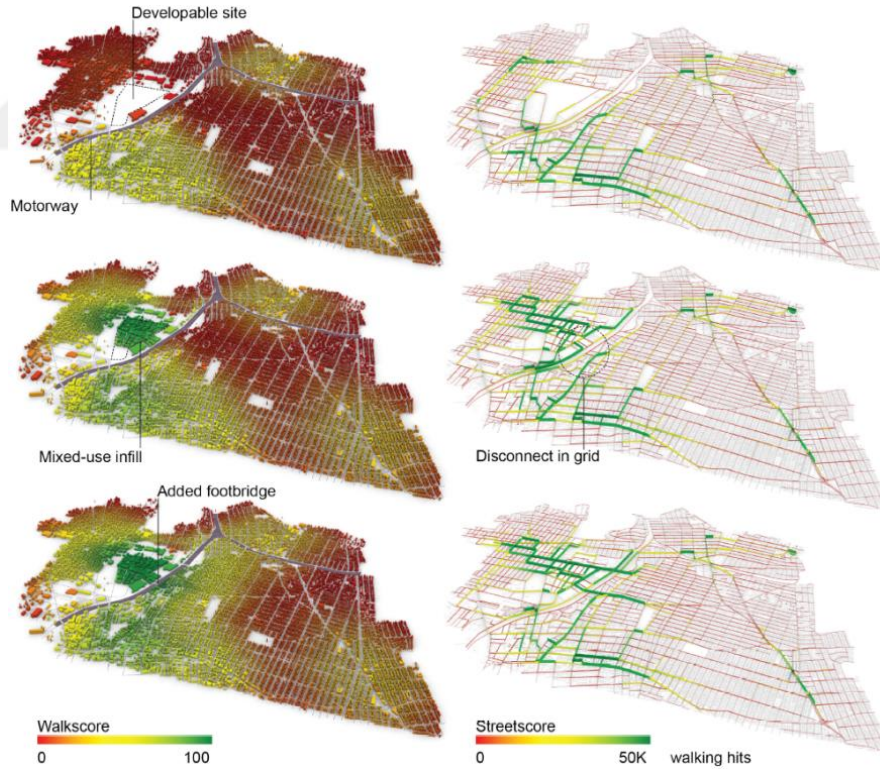 Developable site
Motorway
Mixed-use infill
Disconnect in grid
Added footbridge
Walkscore
0 100
Streetscore
0 50K walking hits